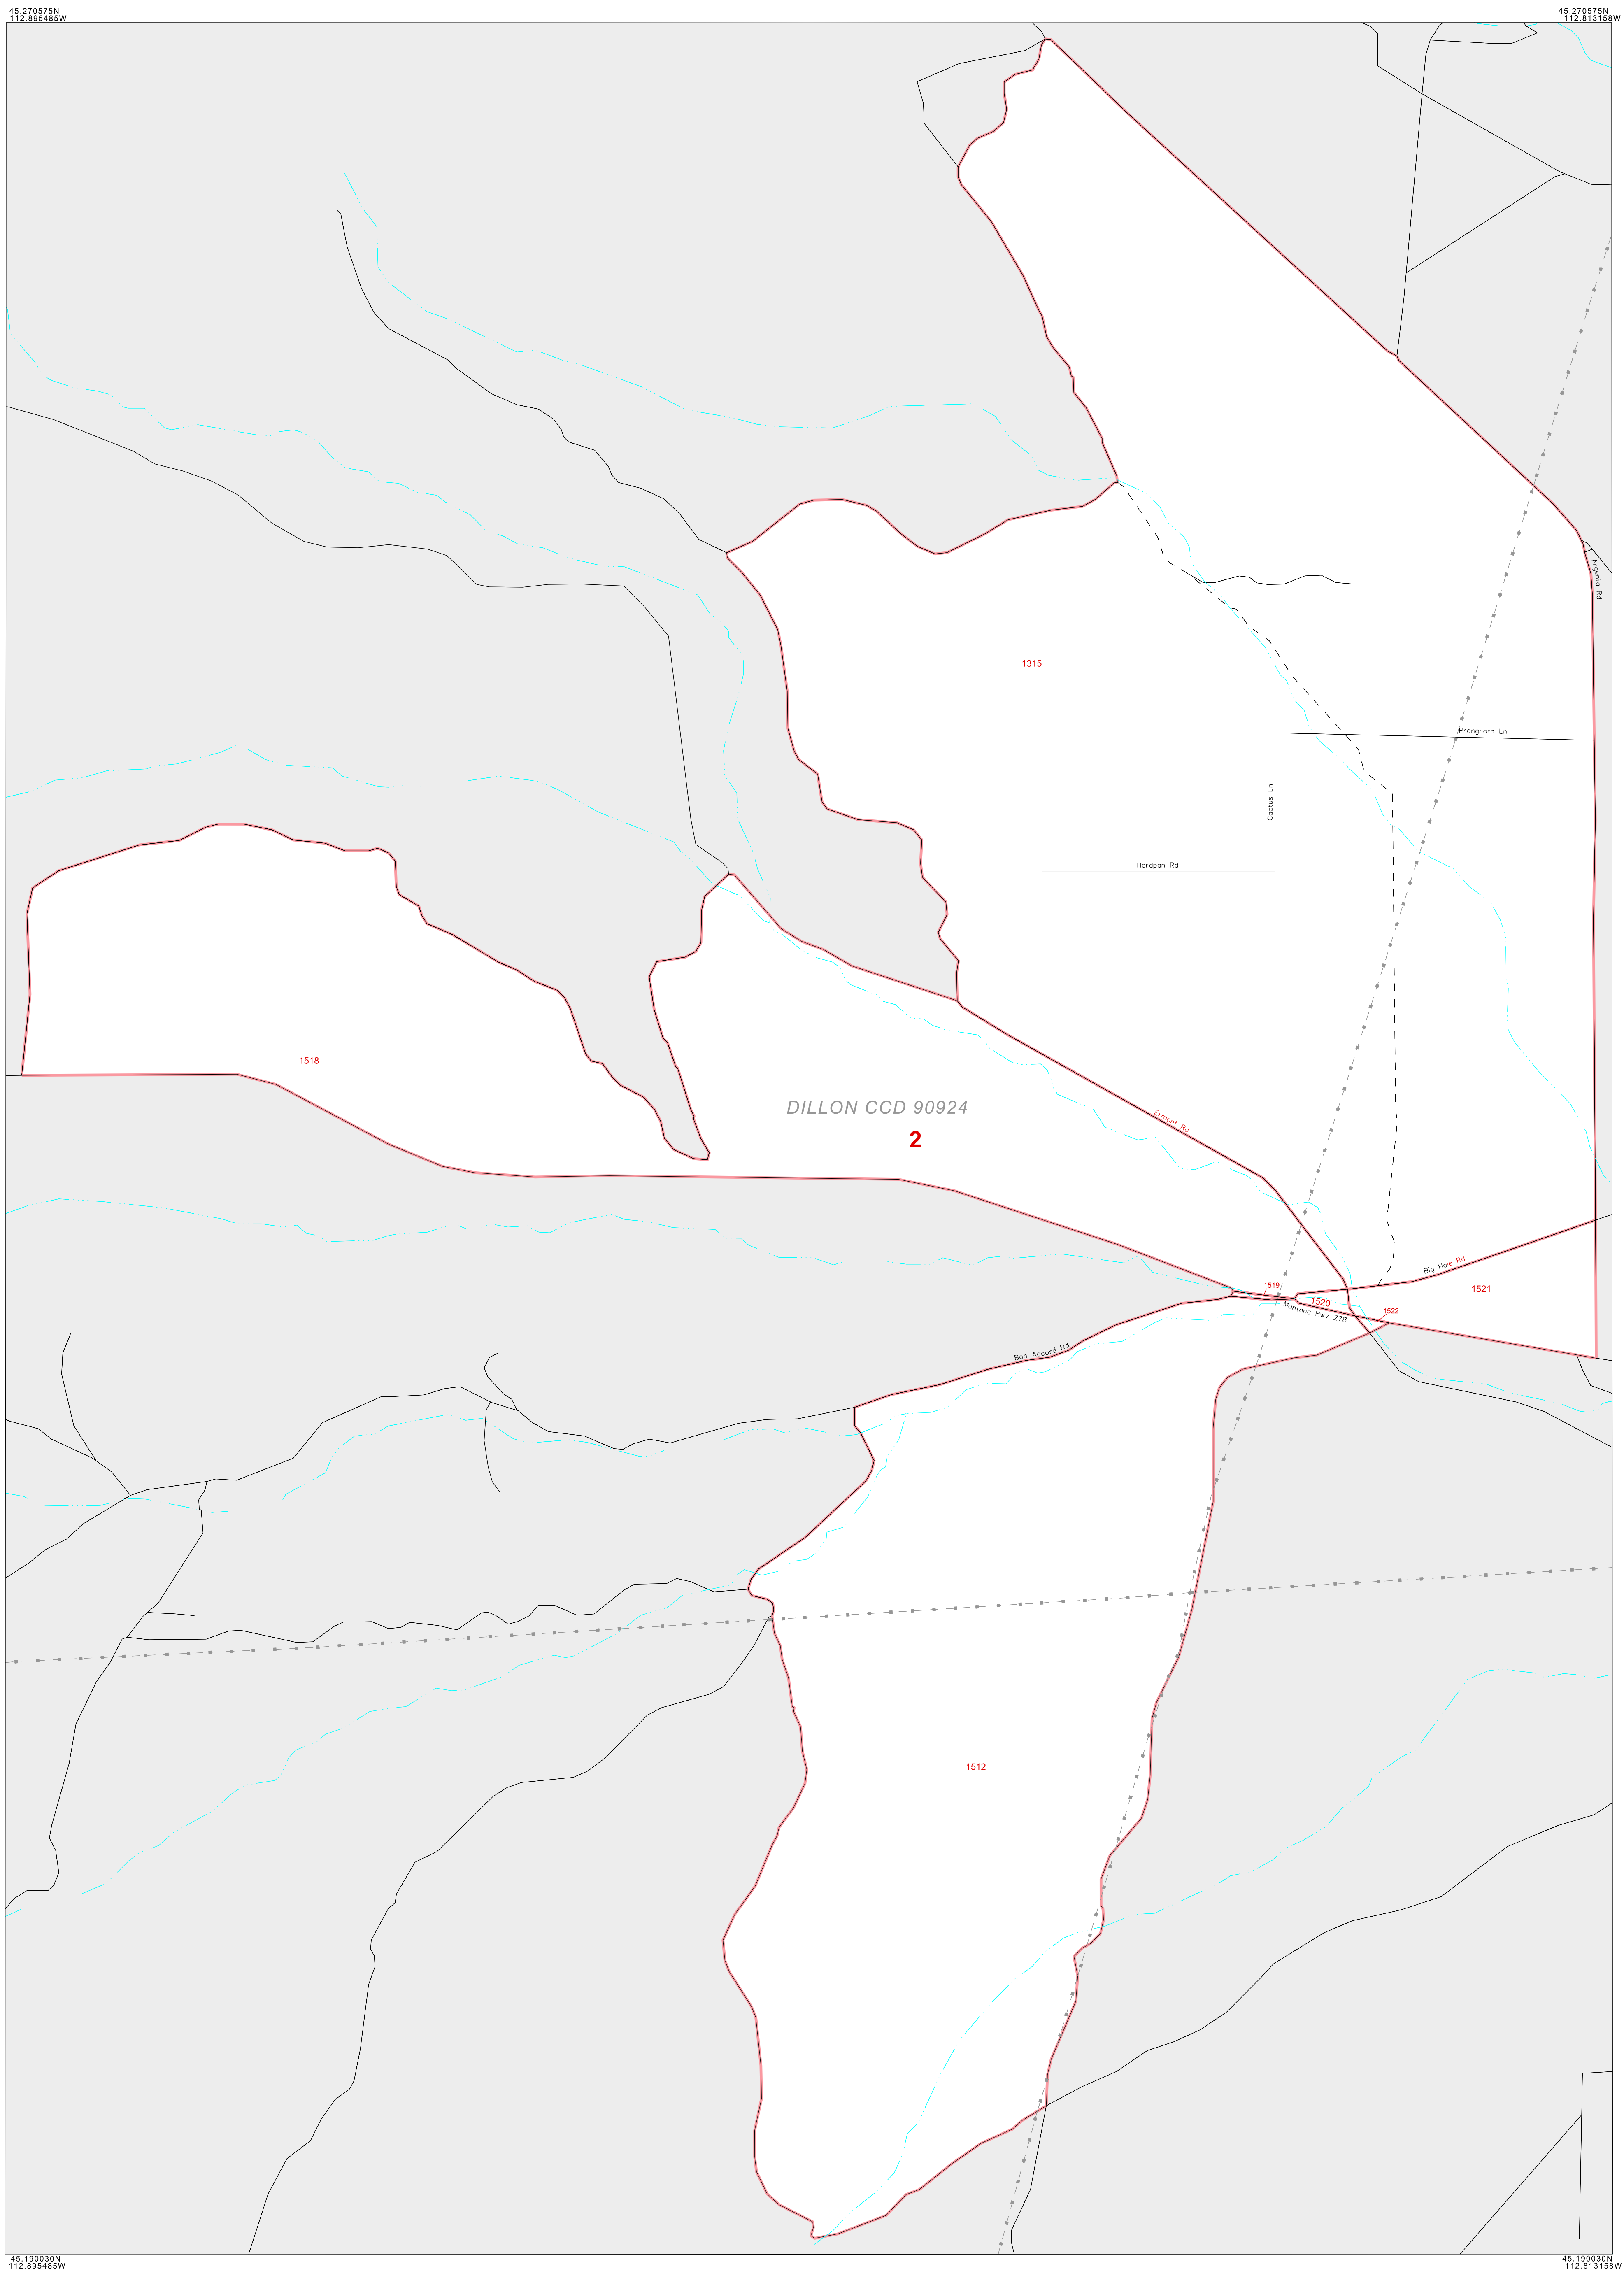 45.270575N
112.895485W
45.270575N
112.813158W
Argenta Rd
1315
Pronghorn Ln
Cactus Ln
Hardpan Rd
1518
DILLON CCD 90924
2
Ermont Rd
Big Hole Rd
1519
1521
1520
1522
Montana Hwy 278
Bon Accord Rd
1512
45.190030N
112.895485W
45.190030N
112.813158W